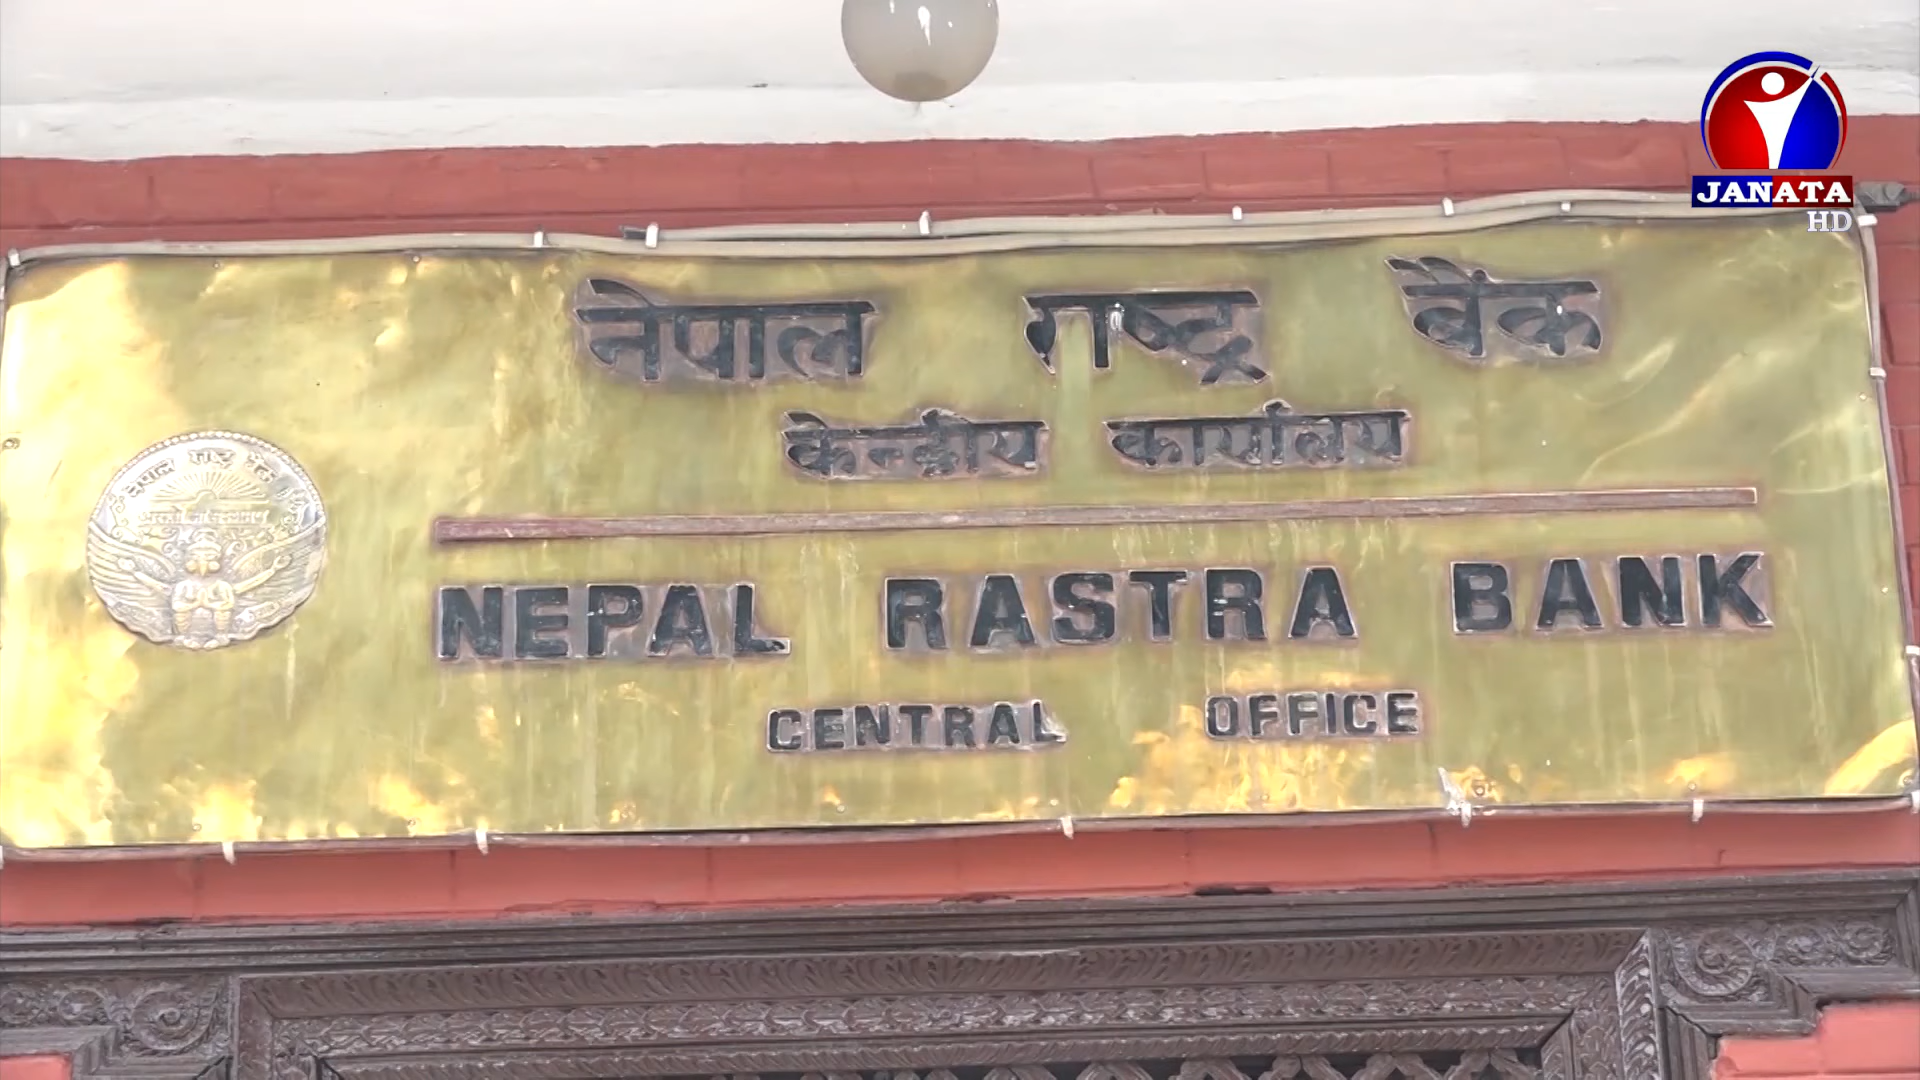 JANATA
HD
नेपाल राष्ट्र बैंक
केन्द्रीय कार्यालय
नेपाल राष्ट्र बैंक
NEPAL RASTRA BANK
CENTRAL OFFICE